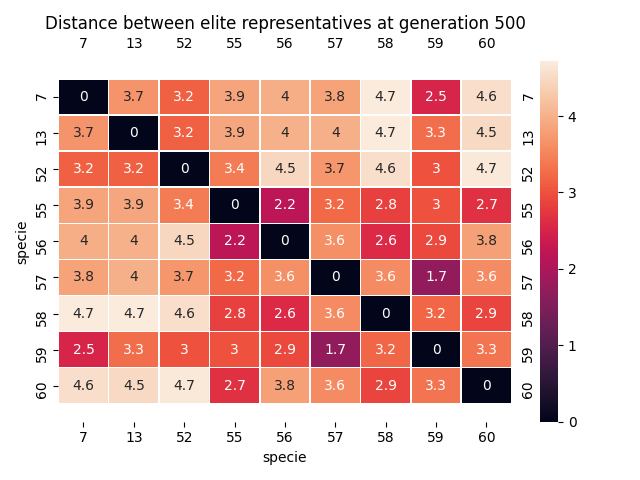 Distance between elite representatives at generation 500
7 13 52 55 56 57 58 59 60
7 0 3.7 3.2 3.9 4 3.8 4.7 2.5 4.6 7
13 3.7 0 3.2 3.9 4 4 4.7 3.3 4.5 13
52 3.2 3.2 0 3.4 4.5 3.7 4.6 3 4.7 52
55 3.9 3.9 3.4 0 2.2 3.2 2.8 3 2.7 55
56 4 4 4.5 2.2 0 3.6 2.6 2.9 3.8 56
57 3.8 4 3.7 3.2 3.6 0 3.6 1.7 3.6 57
58 4.7 4.7 4.6 2.8 2.6 3.6 0 3.2 2.9 58
59 2.5 3.3 3 3 2.9 1.7 3.2 0 3.3 59
60 4.6 4.5 4.7 2.7 3.8 3.6 2.9 3.3 0 60
7 13 52 55 56 57 58 59 60
specie
specie
4
3
2
1
0